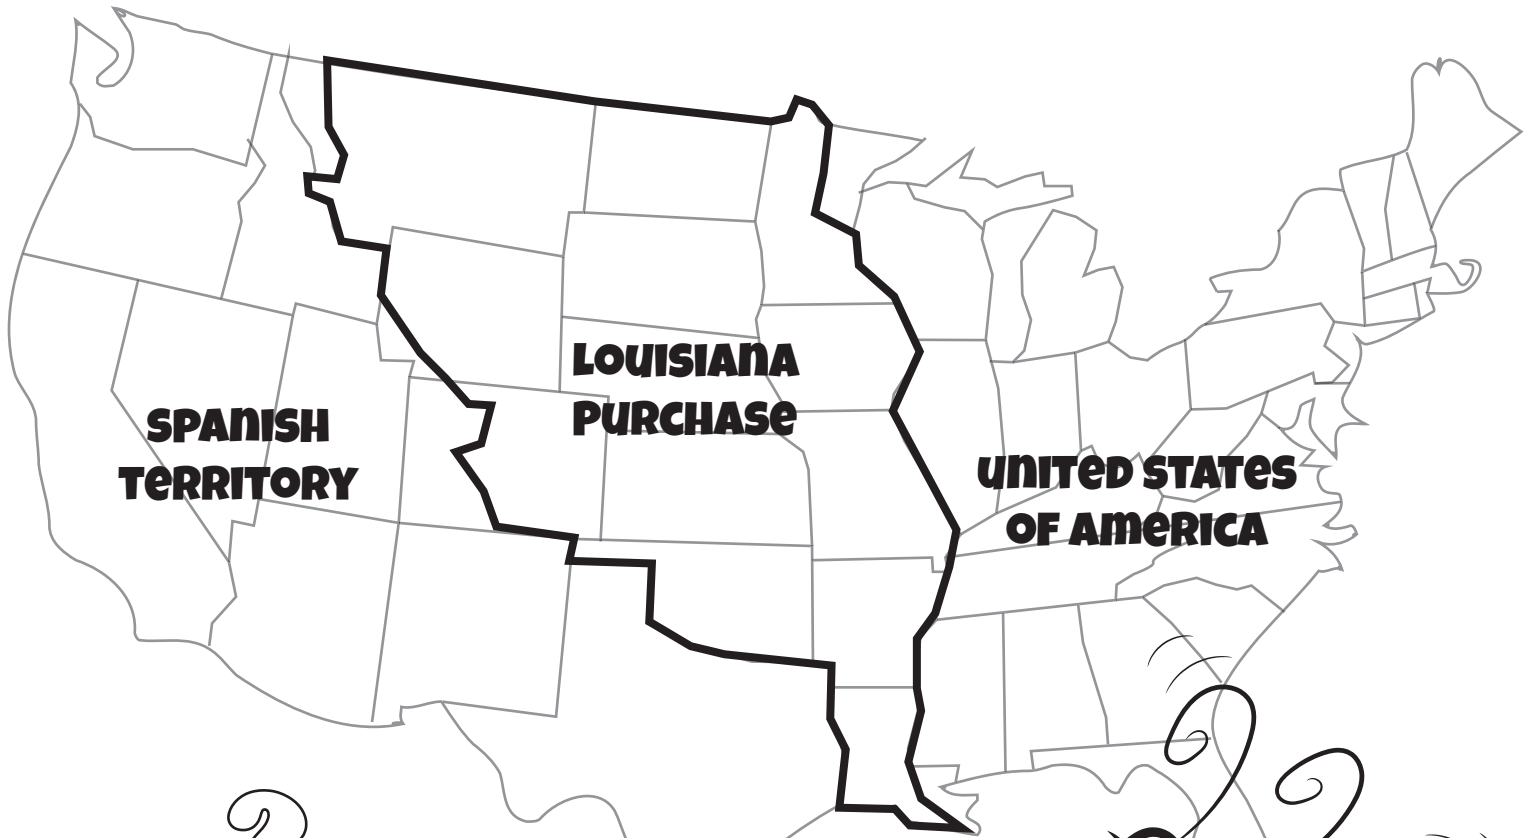 LOUISIANA
PURCHASE
SPANISH
TERRITORY
UNITED STATES
OF AMERICA